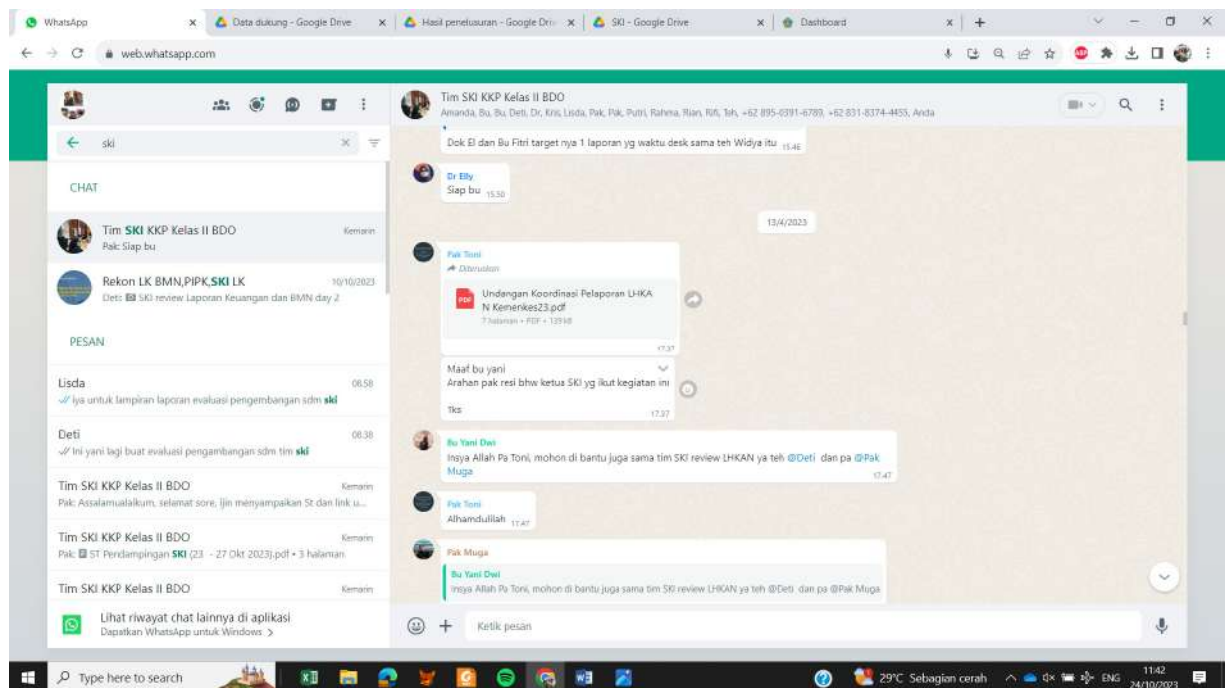 WhatsApp
Data dukung - Google Drive
Hasil penelusuran - Google Dri
SKI - Google Drive
Dashboard
web.whatsapp.com
ski
CHAT
Tim SKI KKP Kelas II BDO
Kemarin
Pak: Siap bu
Rekon LK BMN,PIPK,SKI LK
10/10/2023
Deti: SKI review Laporan Keuangan dan BMN day 2
PESAN
Lisda
08.58
iya untuk lampiran laporan evaluasi pengembangan sdm ski
Deti
08.38
Ini yani lagi buat evaluasi pengambangan sdm tim ski
Tim SKI KKP Kelas II BDO
Kemarin
Pak: Assalamualaikum, selamat sore, ijin menyampaikan St dan link u...
Tim SKI KKP Kelas II BDO
Kemarin
Pak: ST Pendampingan SKI (23 - 27 Okt 2023).pdf • 3 halaman
Tim SKI KKP Kelas II BDO
Kemarin
Lihat riwayat chat lainnya di aplikasi
Dapatkan WhatsApp untuk Windows >
Tim SKI KKP Kelas II BDO
Amanda, Bu, Bu, Deti, Dr, Kris, Lisda, Pak, Pak, Putri, Rahma, Rian, Rifi, Teh, +62 895-0391-6789, +62 831-8374-4455, Anda
Dok El dan Bu Fitri target nya 1 laporan yg waktu desk sama teh Widya itu 15.46
Dr Elly
Siap bu 15.50
13/4/2023
Pak Toni
Diteruskan
PDF
Undangan Koordinasi Pelaporan LHKA
N Kemenkes23.pdf
7 halaman • PDF • 139 kB
17.37
Maaf bu yani
Arahan pak resi bhw ketua SKI yg ikut kegiatan ini
Tks
17.37
Bu Yani Dwi
Insya Allah Pa Toni, mohon di bantu juga sama tim SKI review LHKAN ya teh @Deti dan pa @Pak
Muga
17.47
Pak Toni
Alhamdulilah 17.47
Pak Muga
Bu Yani Dwi
Insya Allah Pa Toni, mohon di bantu juga sama tim SKI review LHKAN ya teh @Deti dan pa @Pak Muga
Ketik pesan
Type here to search
29°C Sebagian cerah
ENG
11:42
24/10/2023